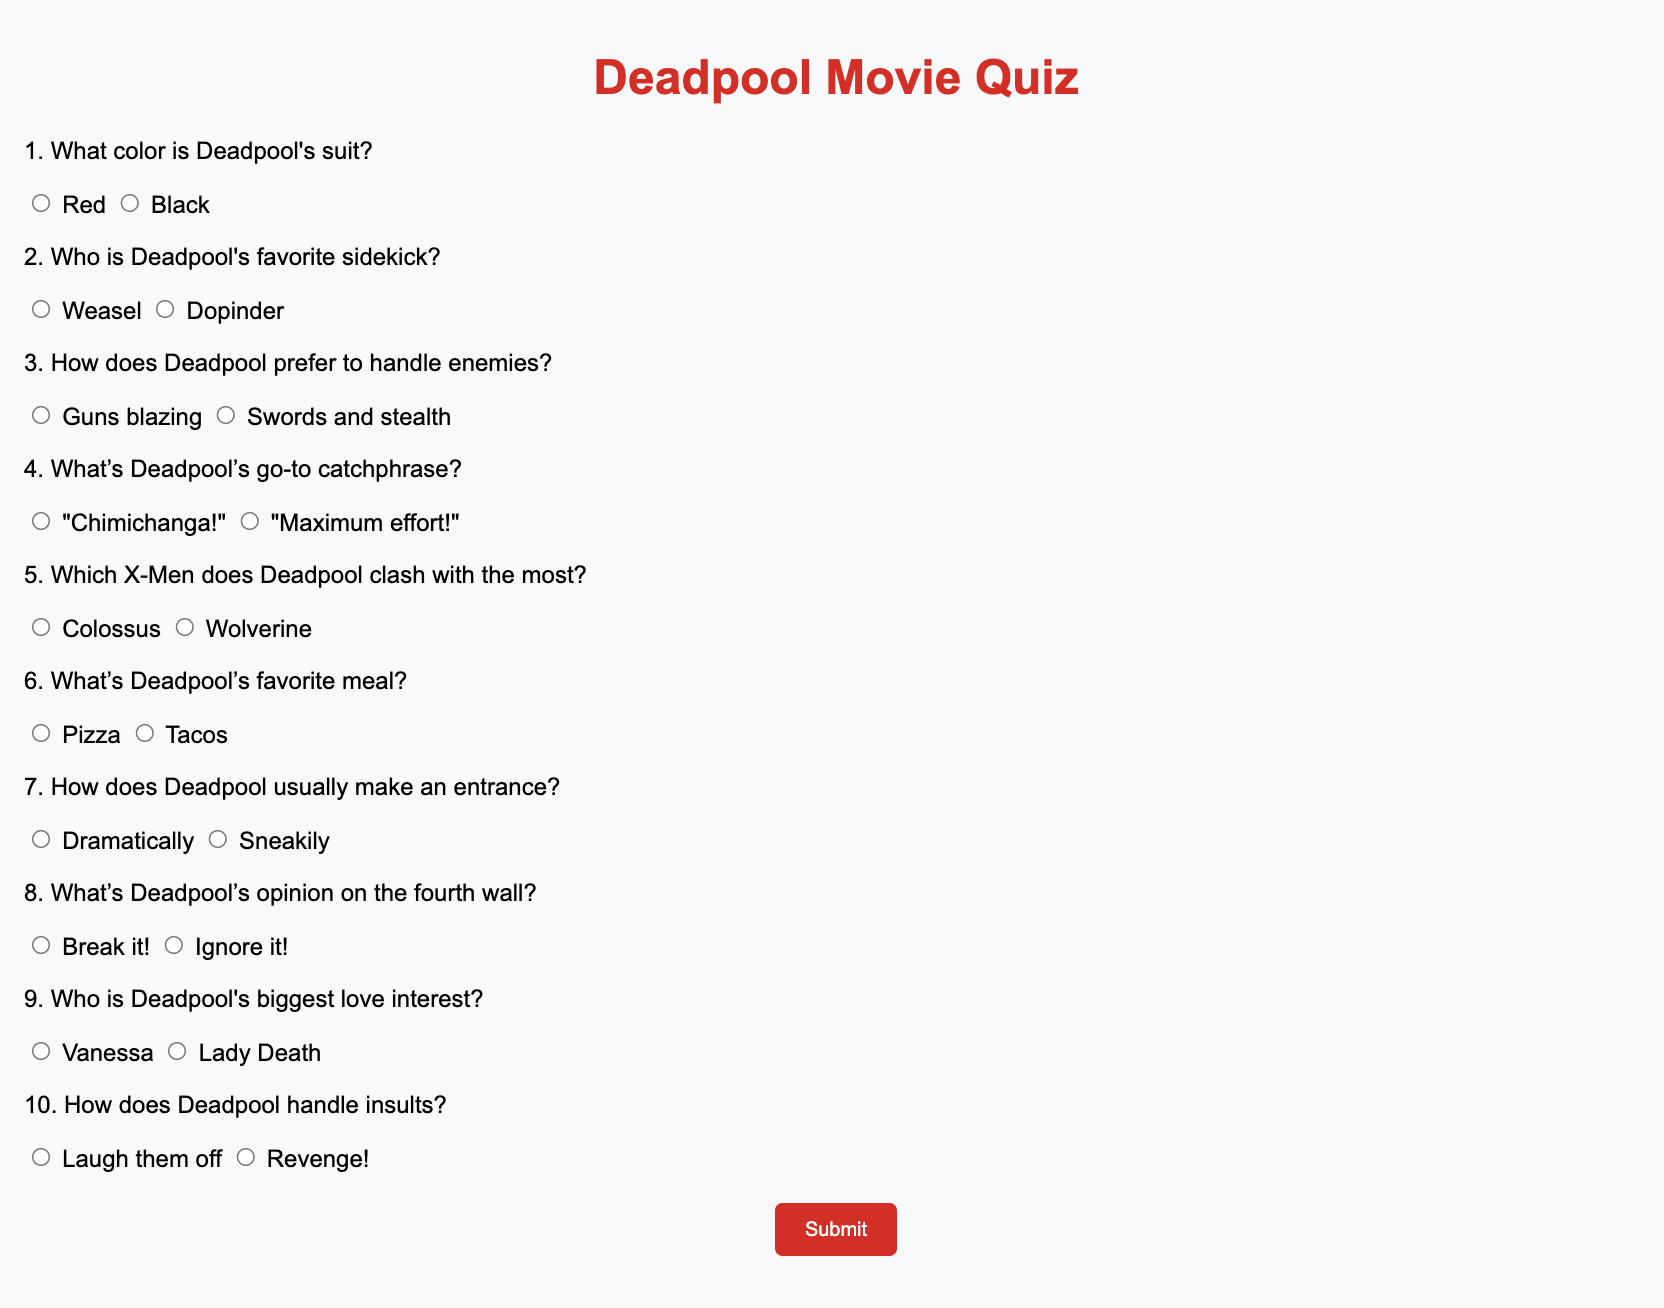 Deadpool Movie Quiz
1. What color is Deadpool's suit?
Red Black
2. Who is Deadpool's favorite sidekick?
Weasel Dopinder
3. How does Deadpool prefer to handle enemies?
Guns blazing Swords and stealth
4. What’s Deadpool’s go-to catchphrase?
"Chimichanga!" "Maximum effort!"
5. Which X-Men does Deadpool clash with the most?
Colossus Wolverine
6. What’s Deadpool’s favorite meal?
Pizza Tacos
7. How does Deadpool usually make an entrance?
Dramatically Sneakily
8. What’s Deadpool’s opinion on the fourth wall?
Break it! Ignore it!
9. Who is Deadpool's biggest love interest?
Vanessa Lady Death
10. How does Deadpool handle insults?
Laugh them off Revenge!
Submit